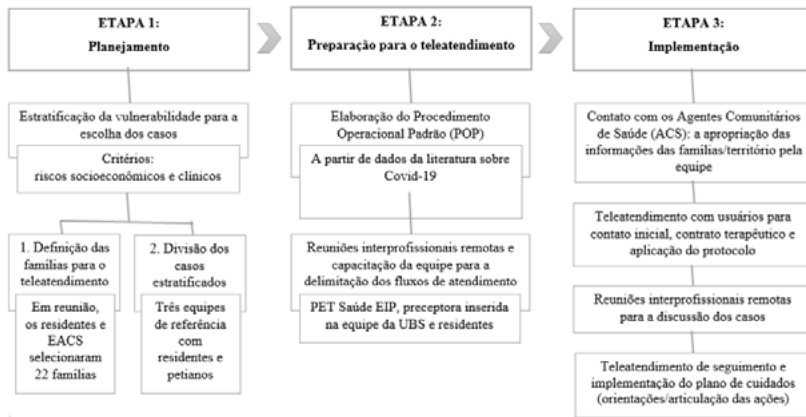 ETAPA 1:
Planejamento
Estratificação da vulnerabilidade para a
escolha dos casos
Critérios:
riscos socioeconômicos e clínicos
1. Definição das
famílias para o
teleatendimento
Em reunião,
os residentes e
EACS
selecionaram
22 famílias
2. Divisão dos
casos
estratificados
Três equipes
de referência
com
residentes e
petianos
ETAPA 2:
Preparação para o teleatendimento
Elaboração do Procedimento
Operacional Padrão (POP)
A partir de dados da literatura sobre
Covid-19
Reuniões interprofissionais remotas e
capacitação da equipe para a
delimitação dos fluxos de atendimento
PET Saúde EIP, preceptora inserida
na equipe da UBS e residentes
ETAPA 3:
Implementação
Contato com os Agentes Comunitários
de Saúde (ACS): a apropriação das
informações das famílias/território pela
equipe
Teleatendimento com usuários para
contato inicial, contrato terapêutico e
aplicação do protocolo
Reuniões interprofissionais remotas
para a discussão dos casos
Teleatendimento de seguimento e
implementação do plano de cuidados
(orientações/articulação das ações)